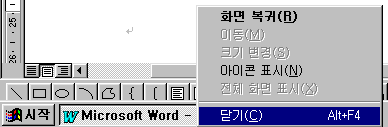 화면 복귀(R)
이동(M)
크기 변경(S)
아이콘 표시(N)
전체 화면 표시(X)
닫기(C) Alt+F4
시작 Microsoft Word -